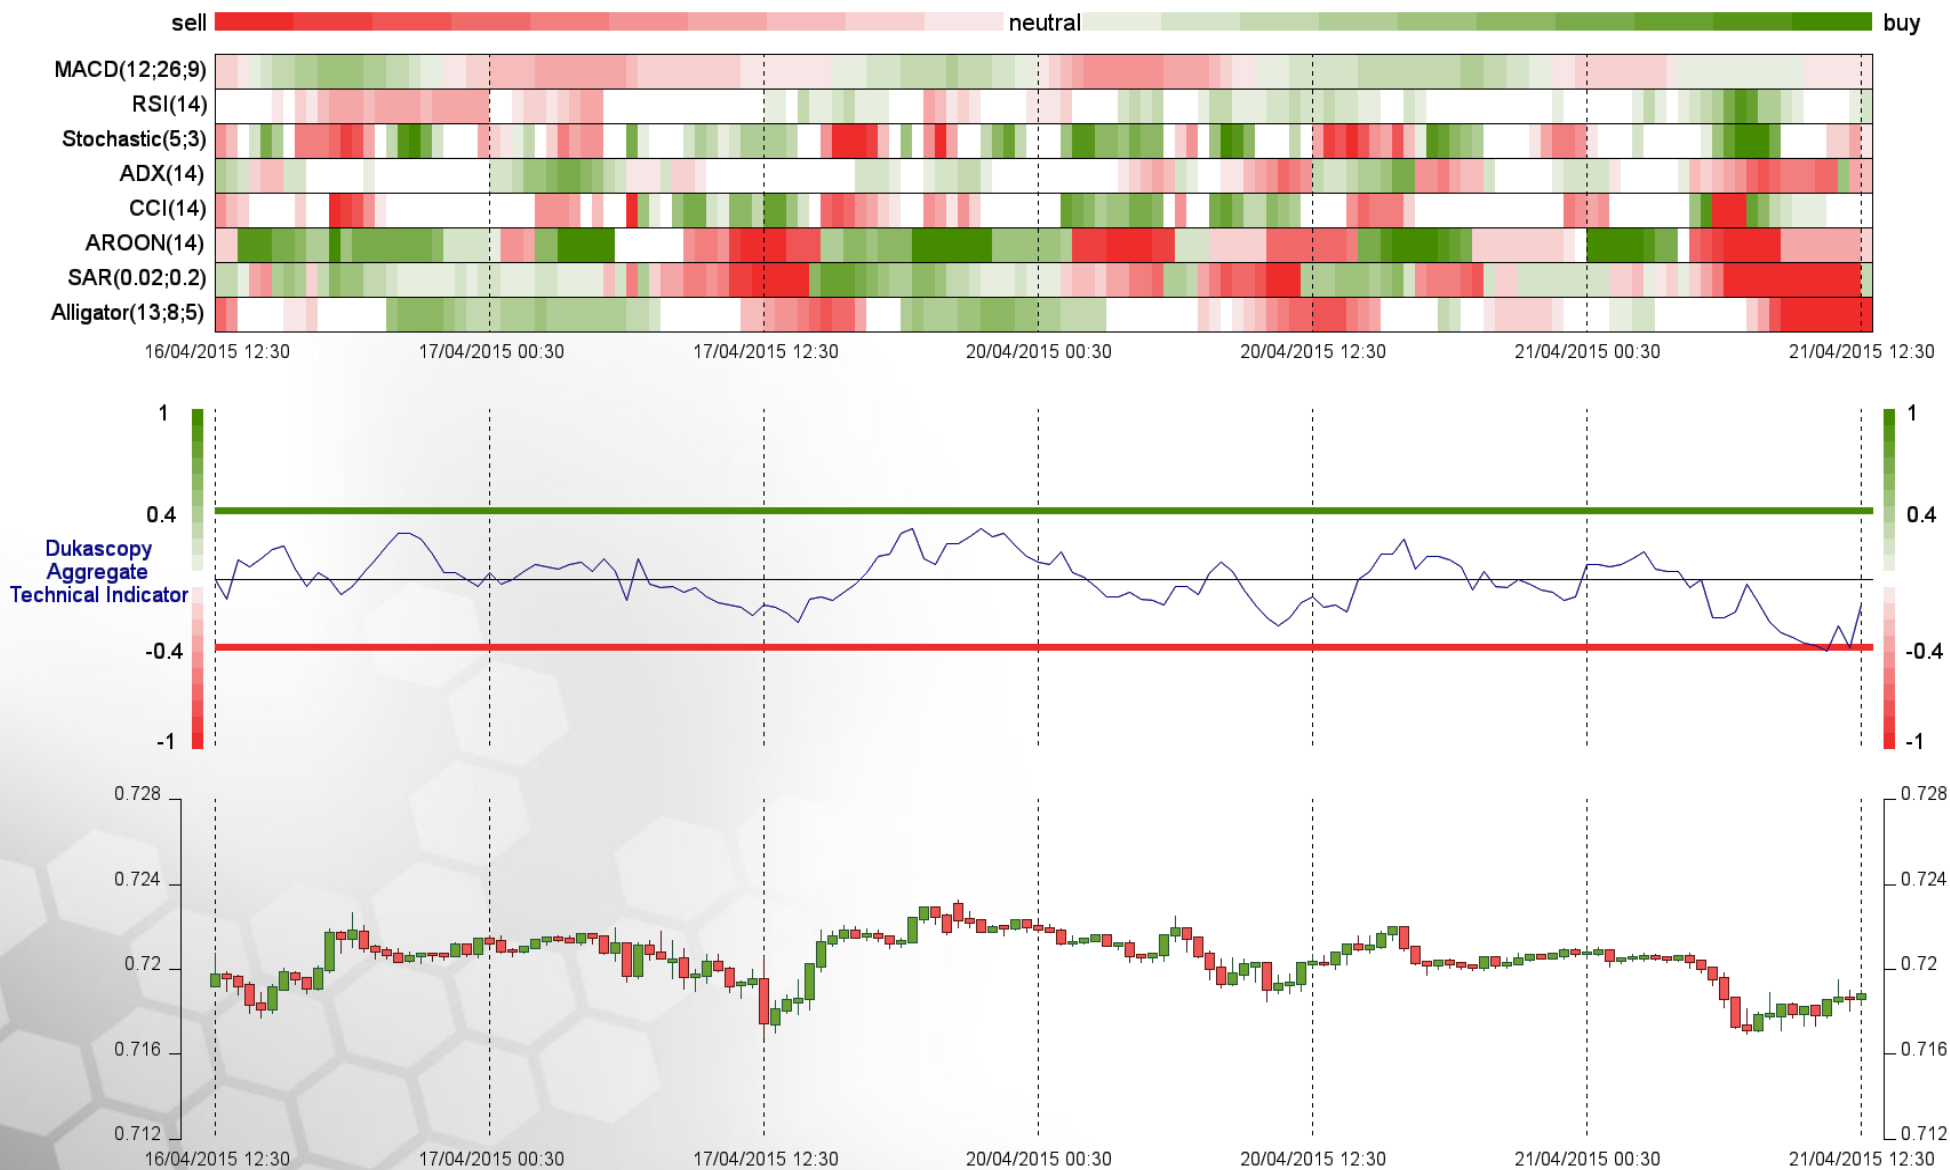 sell neutral buy
MACD(12;26;9)
RSI(14)
Stochastic(5;3)
ADX(14)
CCI(14)
AROON(14)
SAR(0.02;0.2)
Alligator(13;8;5)
16/04/2015 12:30 17/04/2015 00:30 17/04/2015 12:30 20/04/2015 00:30 20/04/2015 12:30 21/04/2015 00:30 21/04/2015 12:30
1 1
0.4 0.4
Dukascopy
Aggregate
Technical Indicator
-0.4 -0.4
-1 -1
0.728 0.728
0.724 0.724
0.72 0.72
0.716 0.716
0.712 0.712
16/04/2015 12:30 17/04/2015 00:30 17/04/2015 12:30 20/04/2015 00:30 20/04/2015 12:30 21/04/2015 00:30 21/04/2015 12:30